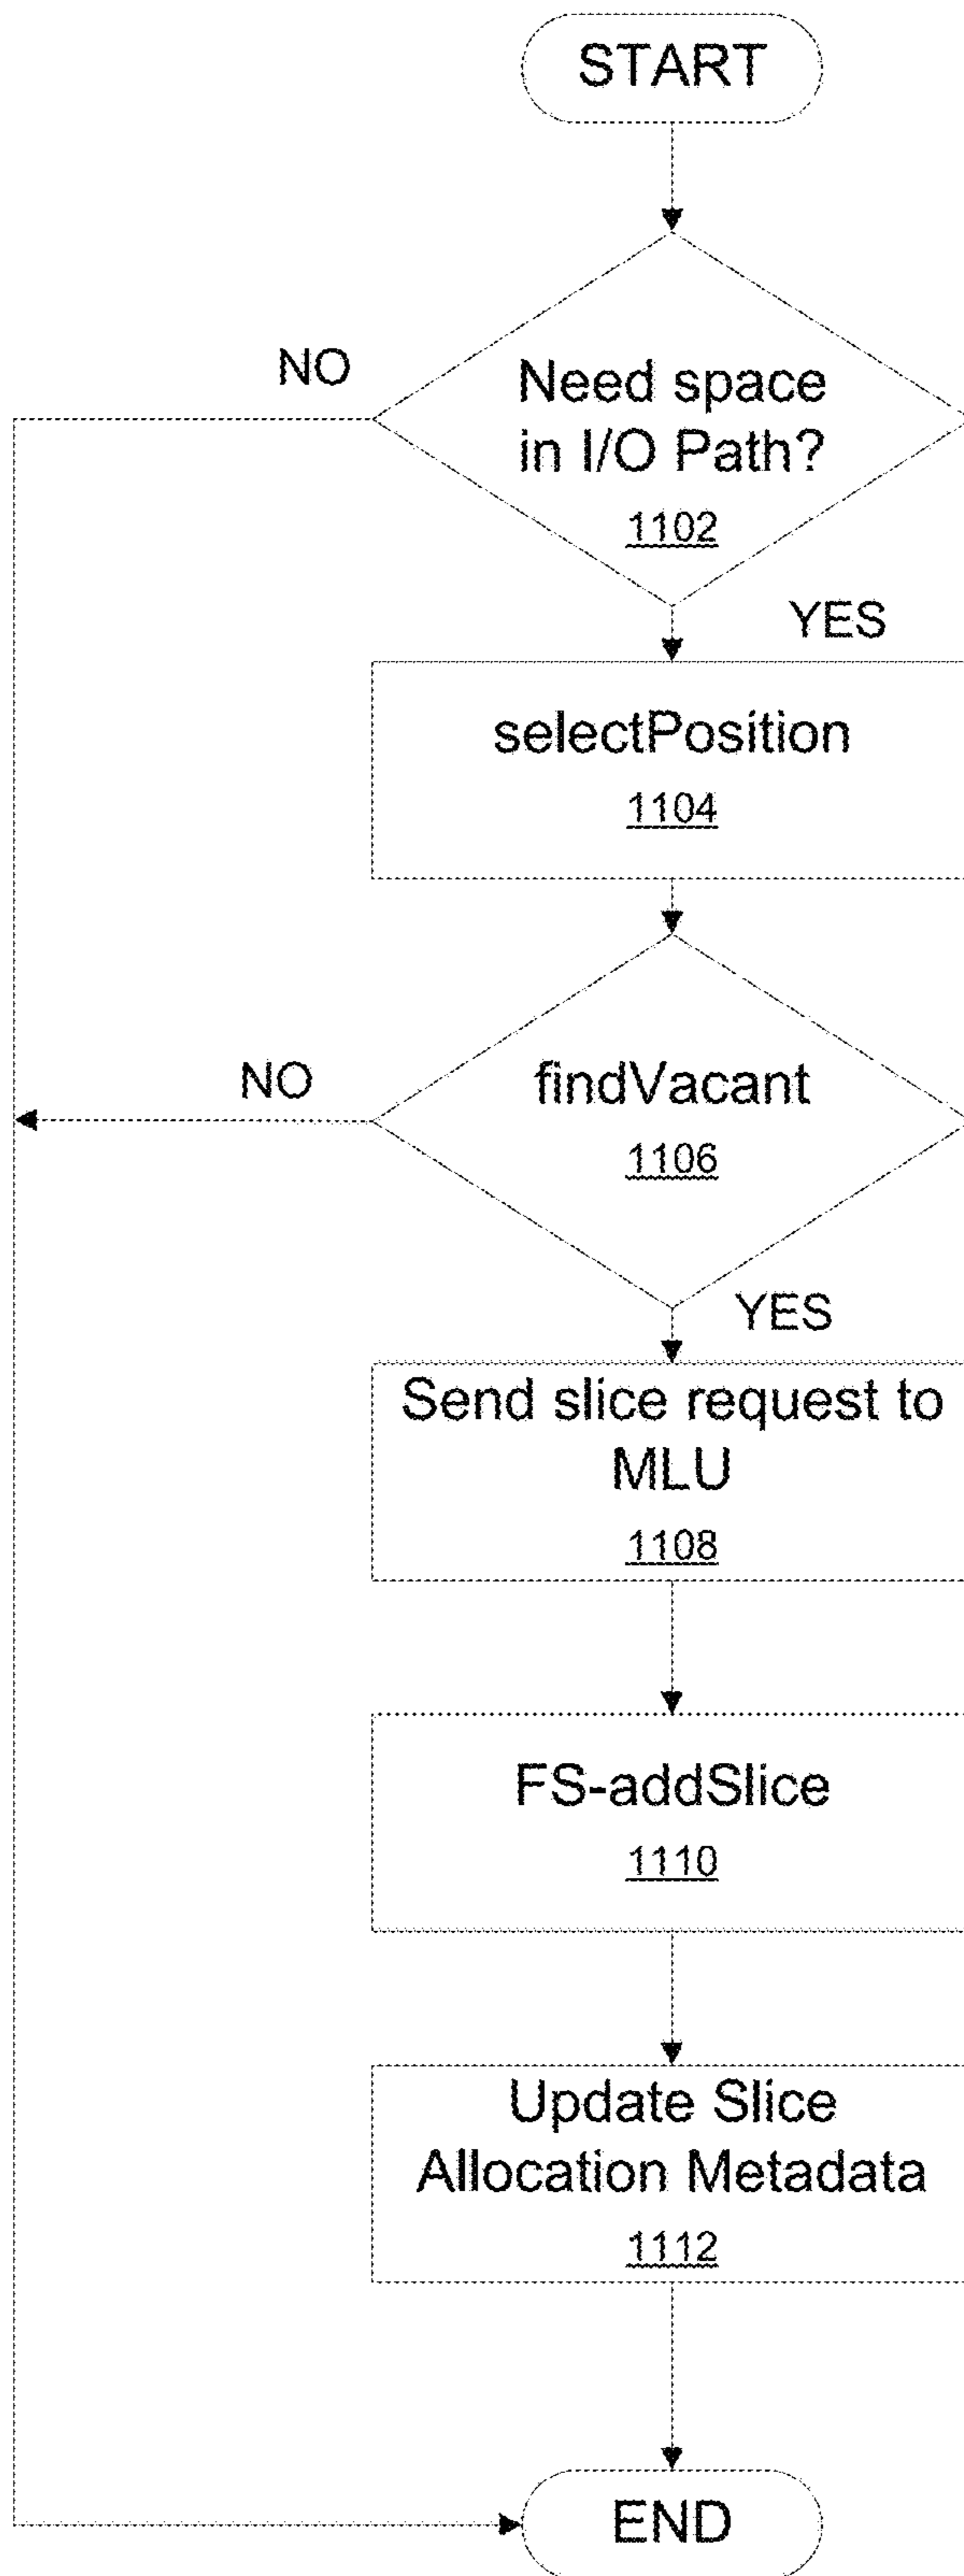 START
NO
Need space
in I/O Path?
1102
YES
selectPosition
1104
NO
findVacant
1106
YES
Send slice request to
MLU
1108
FS-addSlice
1110
Update Slice
Allocation Metadata
1112
END